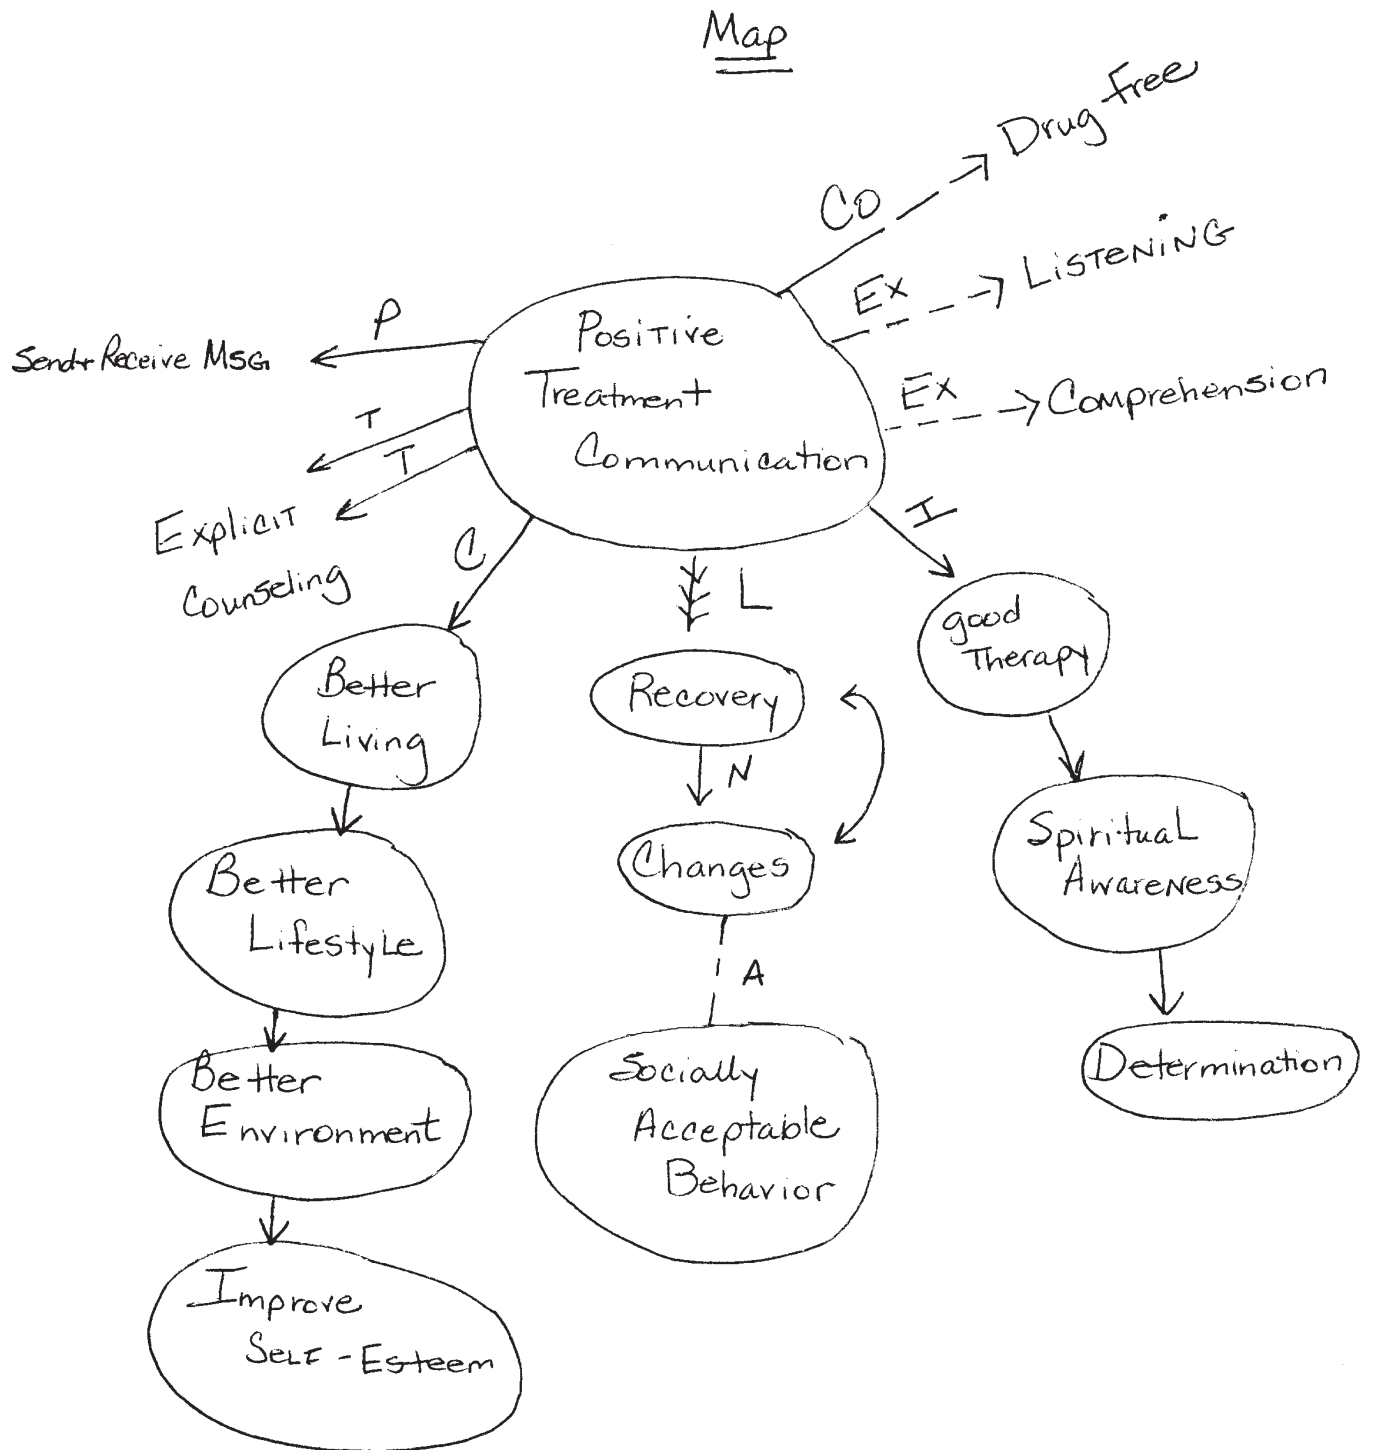 Map
Drug free
Co
LISTENING
Ex
P
Send + Receive MSG
Positive
Treatment
Communication
Ex
Comprehension
T
T
Explicit
Counseling
C
L
I
good
Therapy
Better
Living
Recovery
N
Changes
Spiritual
Awareness
Better
Lifestyle
A
Better
Environment
Socially
Acceptable
Behavior
Determination
Improve
Self-Esteem